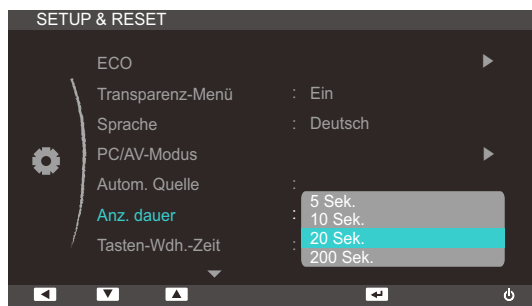 SETUP & RESET
ECO
Transparenz-Menü : Ein
Sprache : Deutsch
PC/AV-Modus
Autom. Quelle :
Anz. dauer :
Tasten-Wdh.-Zeit :
5 Sek.
10 Sek.
20 Sek.
200 Sek.